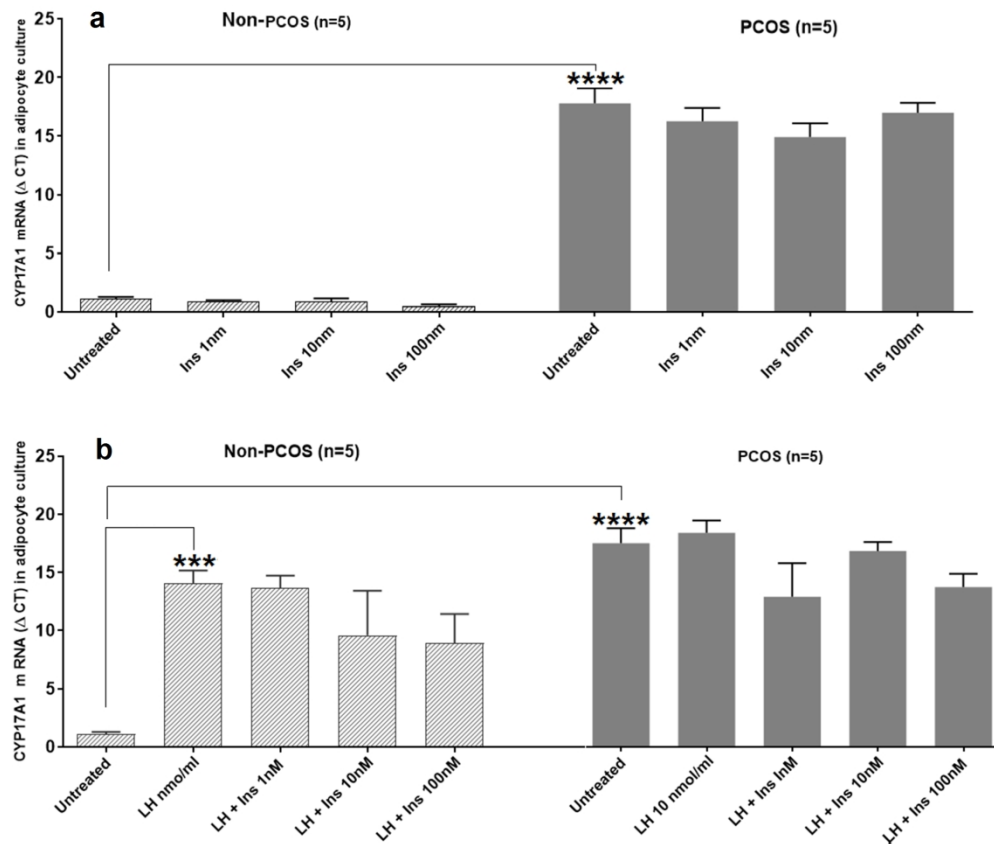 a
Non-PCOS (n=5)
PCOS (n=5)
CYP17A1 mRNA (Δ CT) in adipocyte culture
25
20
15
10
5
0
****
Untreated
Ins 1nm
Ins 10nm
Ins 100nm
Untreated
Ins 1nm
Ins 10nm
Ins 100nm
b
Non-PCOS (n=5)
PCOS (n=5)
CYP17A1 m RNA (Δ CT) in adipocyte culture
25
20
15
10
5
0
***
****
Untreated
LH nmo/ml
LH + Ins 1nM
LH + Ins 10nM
LH + Ins 100nM
Untreated
LH 10 nmol/ml
LH + Ins InM
LH + Ins 10nM
LH + Ins 100nM